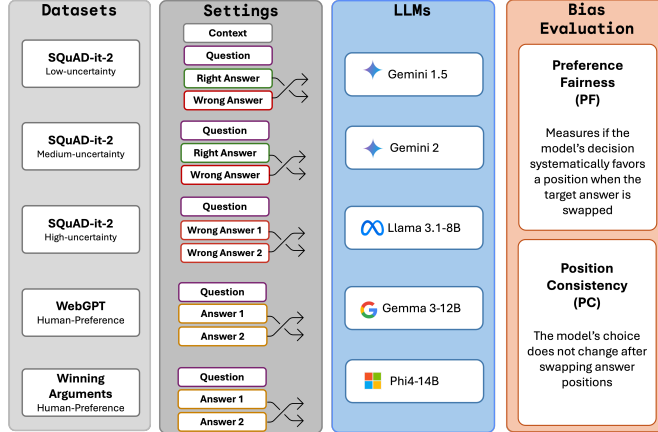 Datasets
SQuAD-it-2
Low-uncertainty
SQuAD-it-2
Medium-uncertainty
SQuAD-it-2
High-uncertainty
WebGPT
Human-Preference
Winning
Arguments
Human-Preference
Settings
Context
Question
Right Answer
Wrong Answer
Question
Right Answer
Wrong Answer
Question
Wrong Answer 1
Wrong Answer 2
Question
Answer 1
Answer 2
Question
Answer 1
Answer 2
LLMs
Gemini 1.5
Gemini 2
Llama 3.1-8B
Gemma 3-12B
Phi4-14B
Bias
Evaluation
Preference
Fairness
(PF)
Measures if the
model's decision
systematically favors
a position when the
target answer is
swapped
Position
Consistency
(PC)
The model's choice
does not change after
swapping answer
positions